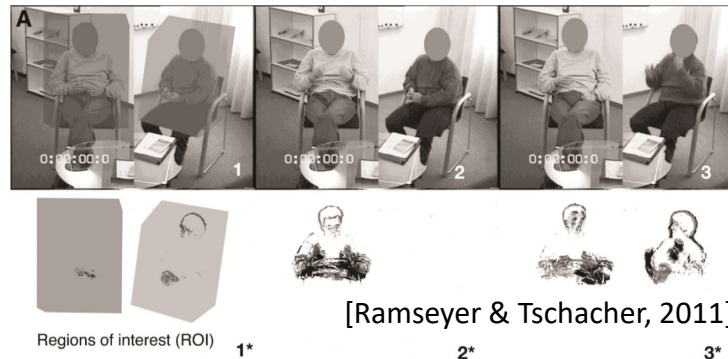 A
0:00:00:0 1
0:00:00:0 2
0:00:00:0 3
[Ramseyer & Tschacher, 2011]
Regions of interest (ROI)
1* 2* 3*